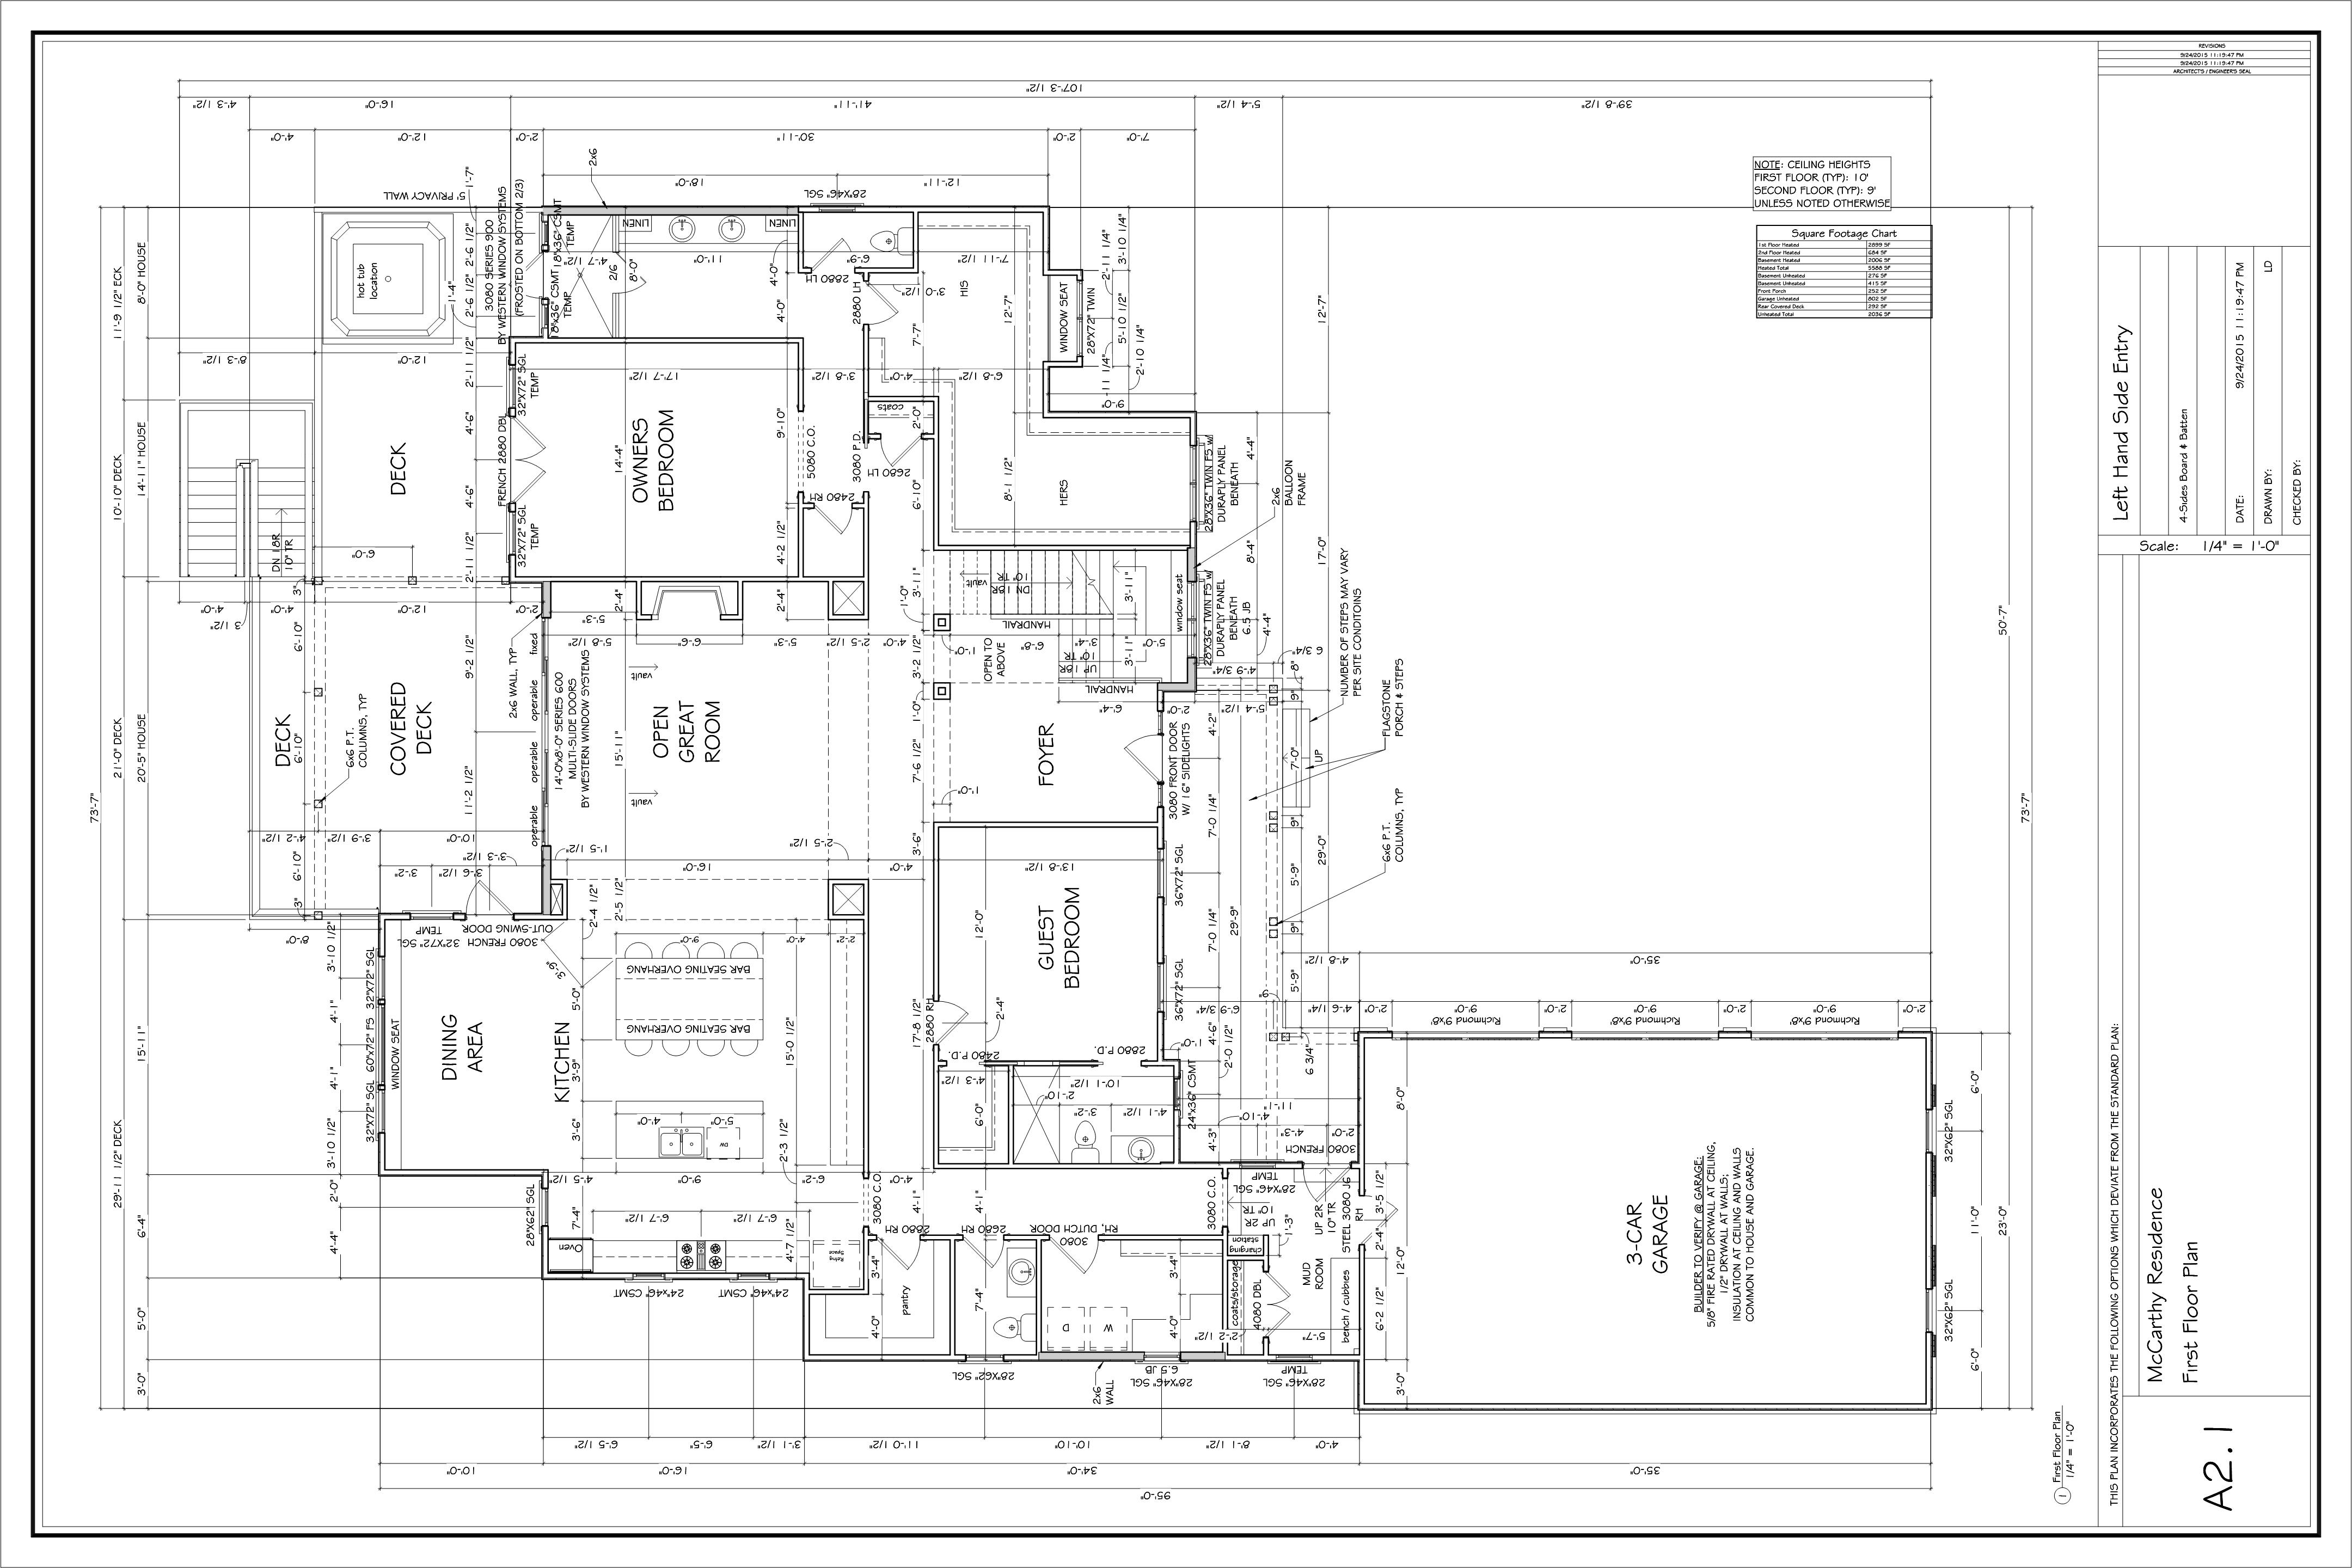 REVISIONS
9/24/2015 11:19:47 PM
9/24/2015 11:19:47 PM
ARCHITECTS / ENGINEER'S SEAL
107'-3 1/2"
4'-3 1/2"
16'-0"
41'-11"
5'-4 1/2"
39'-8 1/2"
4'-0"
12'-0"
2'-0"
30'-11"
2'-0"
7'-0"
18'-0"
12'-11"
2x6
NOTE: CEILING HEIGHTS
FIRST FLOOR (TYP): 10'
SECOND FLOOR (TYP): 9'
UNLESS NOTED OTHERWISE
Square Footage Chart
1st Floor Heated 2899 SF
2nd Floor Heated 684 SF
Basement Heated 2006 SF
Heated Total 5588 SF
Basement Unheated 276 SF
Basement Unheated 415 SF
Front Porch 252 SF
Garage Unheated 802 SF
Rear Covered Deck 292 SF
Unheated Total 2036 SF
5' PRIVACY WALL
1'-7"
28"X46" SGL
hot tub
location
3080 SERIES 900
BY WESTERN WINDOW SYSTEMS
(FROSTED ON BOTTOM 2/3)
2'-6 1/2"
2'-6 1/2"
1'-4"
18"x36" CSMT
TEMP
18"x36" CSMT
TEMP
LINEN
LINEN
4'-7 1/2"
2/6
8'-0"
11'-0"
4'-0"
4'-0"
6'-9"
2880 LH
2880 LH
3'-0 1/2"
7'-11 1/2"
HIS
12'-7"
7'-7"
WINDOW SEAT
28"X72" TWIN
2'-11 1/4"
3'-10 1/4"
5'-10 1/2"
2'-10 1/4"
9'-0"
12'-7"
11'-9 1/2" DECK
8'-0" HOUSE
8'-3 1/2"
12'-0"
2'-11 1/2"
32"X72" SGL
TEMP
17'-7 1/2"
3'-8 1/2"
4'-0"
6'-8 1/2"
coats
2'-0"
2680 LH
10'-10" DECK
14'-11" HOUSE
DECK
4'-6"
FRENCH 2880 DBL
4'-6"
14'-4"
OWNERS
BEDROOM
9'-10"
5080 C.O.
3080 P.D.
2480 RH
6'-10"
8'-1 1/2"
HERS
28"X36" TWIN FS w/
DURAPLY PANEL
BENEATH
4'-4"
2x6
BALLOON
FRAME
DN 18R
10" TR
6'-0"
32"X72" SGL
TEMP
2'-11 1/2"
4'-2 1/2"
8'-4"
17'-0"
50'-7"
4'-0"
4'-0"
12'-0"
3 1/2"
3"
2'-0"
2'-4"
2'-4"
5'-3"
5'-8 1/2"
6'-6"
5'-3"
2'-5 1/2"
4'-0"
1'-0"
3'-11"
vault
DN 18R
10" TR
HANDRAIL
3'-11"
window seat
28"X36" TWIN FS w/
DURAPLY PANEL
BENEATH
6.5 JB
4'-4"
NUMBER OF STEPS MAY VARY
PER SITE CONDITOINS
6'-10"
9'-2 1/2"
2x6 WALL, TYP
fixed
operable
operable
operable
14'-0"x8'-0" SERIES 600
MULTI-SLIDE DOORS
BY WESTERN WINDOW SYSTEMS
vault
vault
3'-2 1/2"
1'-0"
OPEN TO
ABOVE
6'-8"
3'-4"
5'-0"
UP 18R
10" TR
3'-11"
HANDRAIL
4'-9 3/4"
6 3/4"
8"
9"
73'-7"
21'-0" DECK
20'-5" HOUSE
DECK
6'-10"
6x6 P.T.
COLUMNS, TYP
COVERED
DECK
OPEN
GREAT
ROOM
15'-11"
1'-0"
7'-6 1/2"
FOYER
6'-4"
2'-0"
5'-4 1/2"
4'-2"
3080 FRONT DOOR
W/ 16" SIDELIGHTS
7'-0"
UP
FLAGSTONE
PORCH & STEPS
11'-2 1/2"
1'-0"
7'-0 1/4"
9"
6x6 P.T.
COLUMNS, TYP
73'-7"
4'-2 1/2"
3'-9 1/2"
10'-0"
3'-3 1/2"
3'-2"
3'-6 1/2"
1'-5 1/2"
16'-0"
2'-5 1/2"
4'-0"
3'-6"
13'-8 1/2"
36"X72" SGL
5'-9"
29'-0"
6'-10"
3"
8'-0"
TEMP
32"X72" SGL
3080 FRENCH
OUT-SWING DOOR
2'-4 1/2"
2'-5 1/2"
9'-0"
4'-0"
2'-2"
12'-0"
GUEST
BEDROOM
7'-0 1/4"
29'-9"
9"
4'-8 1/2"
35'-0"
3'-10 1/2"
32"X72" SGL
3'-9"
5'-0"
BAR SEATING OVERHANG
BAR SEATING OVERHANG
17'-8 1/2"
2880 RH
2'-4"
36"X72" SGL
6'-9 3/4"
5'-9"
9"
4'-6 1/4"
2'-0"
9'-0"
2'-0"
9'-0"
2'-0"
9'-0"
2'-0"
Richmond 9'x8'
Richmond 9'x8'
Richmond 9'x8'
15'-11"
4'-1"
60"X72" FS
4'-1"
WINDOW SEAT
DINING
AREA
KITCHEN
3'-9"
15'-0 1/2"
2480 P.D.
2880 P.D.
4'-6"
2'-0 1/2"
1'-0"
6 3/4"
32"X72" SGL
3'-10 1/2"
3'-6"
4'-0"
5'-0"
DW
2'-3 1/2"
4'-3 1/2"
6'-0"
10'-1 1/2"
2'-10"
3'-2"
4'-1 1/2"
24"x36" CSMT
11'-1"
4'-10"
4'-3"
4'-3"
2'-0"
3080 FRENCH
8'-0"
6'-0"
32"X62" SGL
29'-11 1/2" DECK
2'-0"
28"X62" SGL
4'-5 1/2"
9'-0"
6'-2"
3080 C.O.
4'-1"
4'-1"
3080 C.O.
TEMP
28"X46" SGL
UP 2R
10" TR
UP 2R
10" TR
STEEL 3080 J6
RH
3'-5 1/2"
6'-4"
4'-4"
7'-4"
6'-7 1/2"
6'-7 1/2"
Oven
4'-7 1/2"
2880 RH
2680 RH
3080
RH, DUTCH DOOR
charging
station
1'-3"
2'-4"
11'-0"
23'-0"
3-CAR
GARAGE
BUILDER TO VERIFY @ GARAGE:
5/8" FIRE RATED DRYWALL AT CEILING,
1/2" DRYWALL AT WALLS;
INSULATION AT CEILING AND WALLS
COMMON TO HOUSE AND GARAGE.
24"x46" CSMT
24"x46" CSMT
3'-4"
pantry
4'-0"
7'-4"
3'-4"
D
W
4'-0"
coats/storage
4080 DBL
MUD
ROOM
12'-0"
bench / cubbies
6'-2 1/2"
2'-2 1/2"
5'-7"
5'-0"
32"X62" SGL
3'-0"
28"X62" SGL
2x6
WALL
6.5 JB
28"X46" SGL
TEMP
28"X46" SGL
3'-0"
6'-0"
6'-5 1/2"
6'-5"
3'-1 1/2"
11'-0 1/2"
10'-10"
8'-1 1/2"
4'-0"
10'-0"
16'-0"
34'-0"
35'-0"
95'-0"
1
First Floor Plan
1/4" = 1'-0"
Left Hand Side Entry
4-Sides Board & Batten
DATE: 9/24/2015 11:19:47 PM
DRAWN BY: LD
CHECKED BY:
Scale: 1/4" = 1'-0"
THIS PLAN INCORPORATES THE FOLLOWING OPTIONS WHICH DEVIATE FROM THE STANDARD PLAN:
McCarthy Residence
First Floor Plan
A2.1